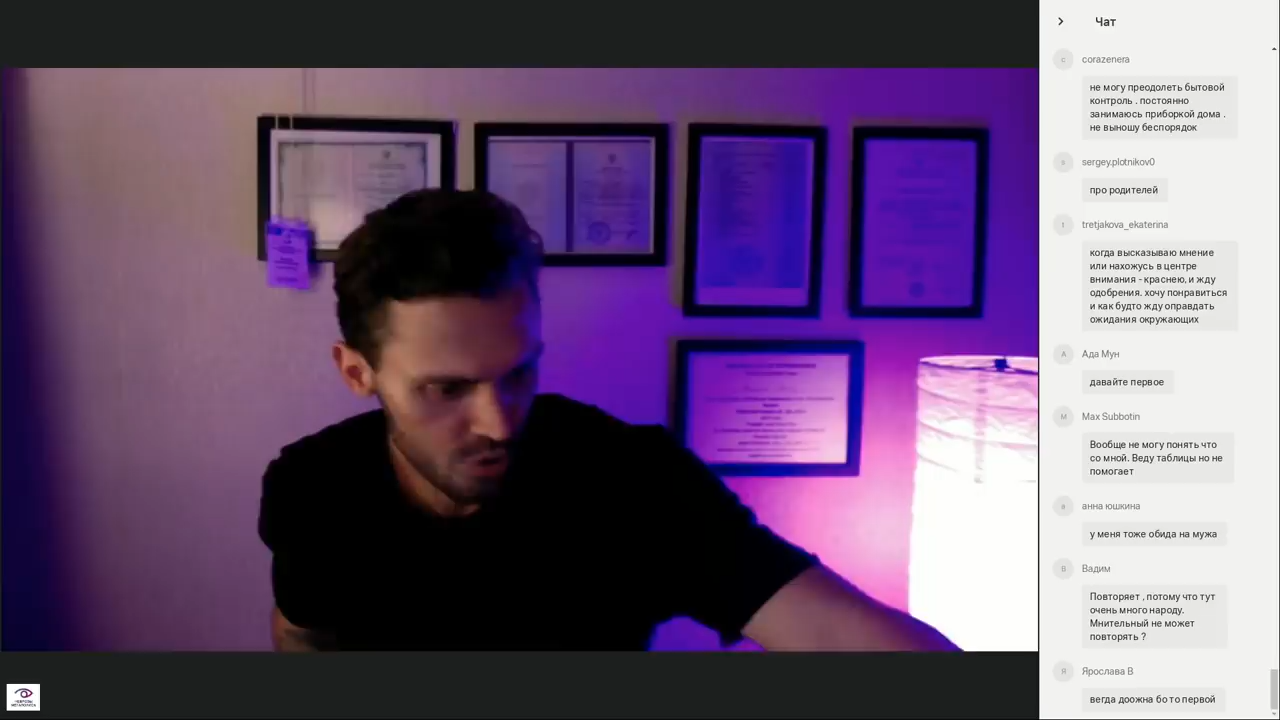 Чат
corazenera
не могу преодолеть бытовой
контроль . постоянно
занимаюсь приборкой дома .
не выношу беспорядок
sergey.plotnikov0
про родителей
tretjakova_ekaterina
когда высказываю мнение
или нахожусь в центре
внимания - краснею, и жду
одобрения. хочу понравиться
и как будто жду оправдать
ожидания окружающих
Ада Мун
давайте первое
Max Subbotin
Вообще не могу понять что
со мной. Веду таблицы но не
помогает
анна юшкина
у меня тоже обида на мужа
Вадим
Повторяет , потому что тут
очень много народу.
Мнительный не может
повторять ?
Ярослава В
вегда доожна бо то первой